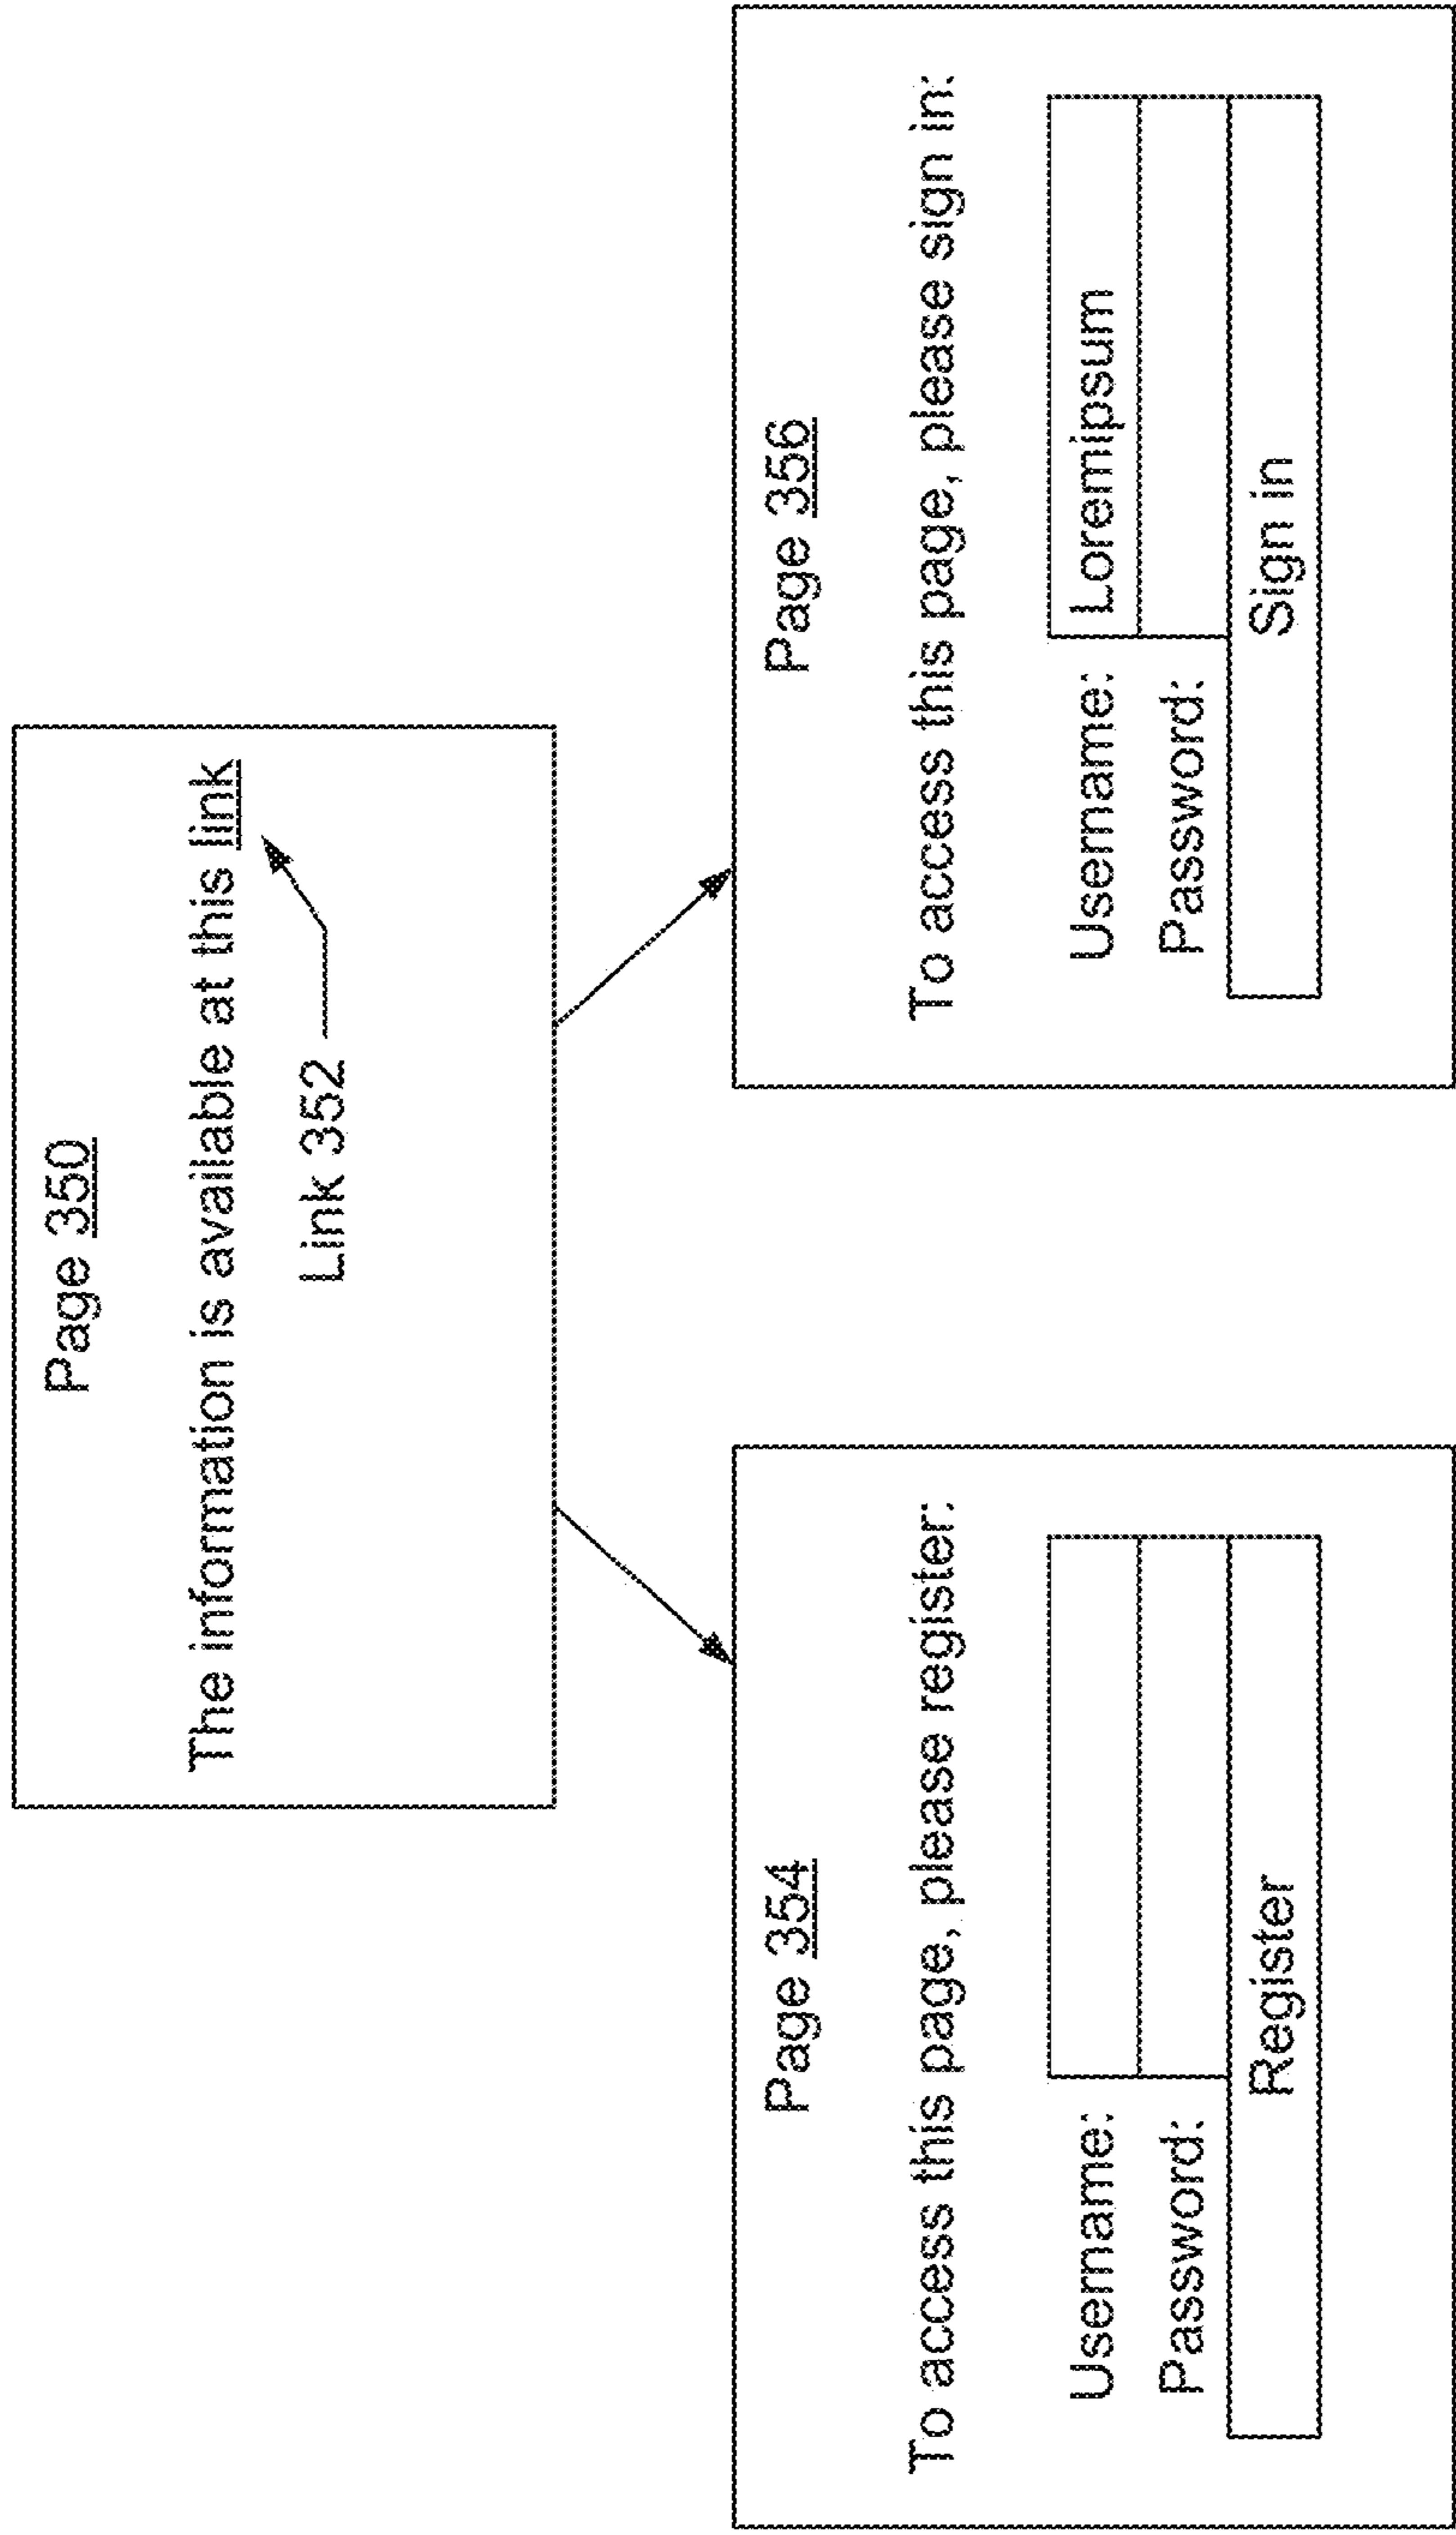 Page 350
The information is available at this link
Link 352
Page 354
To access this page, please register:
Username:
Password:
Register
Page 356
To access this page, please sign in:
Username: Loremipsum
Password:
Sign in